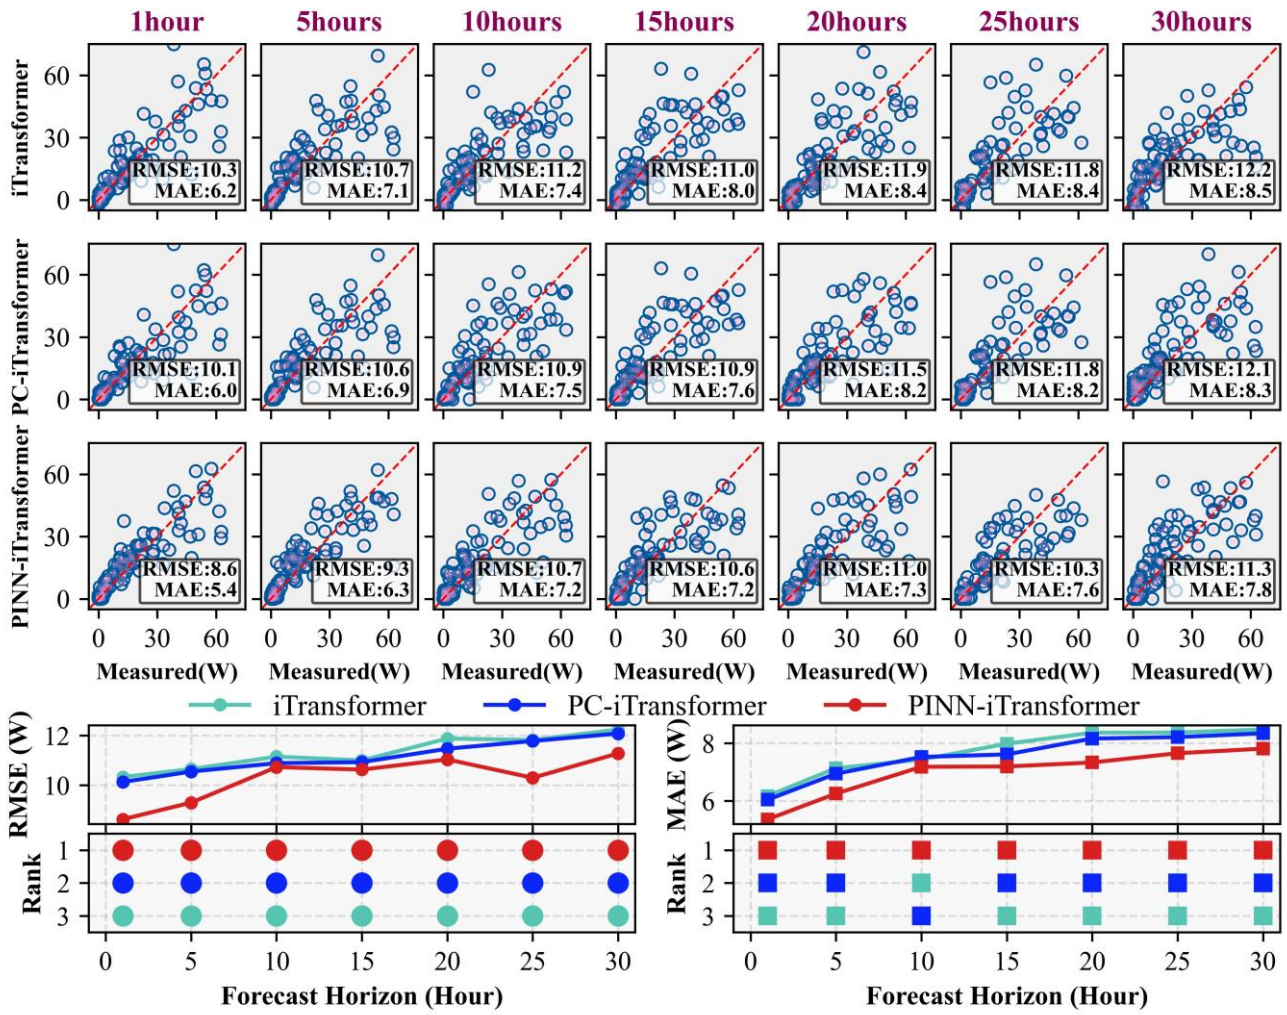 1hour 5hours 10hours 15hours 20hours 25hours 30hours
iTransformer
60
30
0
RMSE:10.3 RMSE:10.7 RMSE:11.2 RMSE:11.0 RMSE:11.9 RMSE:11.8 RMSE:12.2
MAE:6.2 MAE:7.1 MAE:7.4 MAE:8.0 MAE:8.4 MAE:8.4 MAE:8.5
PC-iTransformer
60
30
0
RMSE:10.1 RMSE:10.6 RMSE:10.9 RMSE:10.9 RMSE:11.5 RMSE:11.8 RMSE:12.1
MAE:6.0 MAE:6.9 MAE:7.5 MAE:7.6 MAE:8.2 MAE:8.2 MAE:8.3
PINN-iTransformer
60
30
0
RMSE:8.6 RMSE:9.3 RMSE:10.7 RMSE:10.6 RMSE:11.0 RMSE:10.3 RMSE:11.3
MAE:5.4 MAE:6.3 MAE:7.2 MAE:7.2 MAE:7.3 MAE:7.6 MAE:7.8
0 30 60 0 30 60 0 30 60 0 30 60 0 30 60 0 30 60 0 30 60
Measured(W) Measured(W) Measured(W) Measured(W) Measured(W) Measured(W) Measured(W)
iTransformer PC-iTransformer PINN-iTransformer
RMSE (W)
12
10
Rank
1
2
3
0 5 10 15 20 25 30
Forecast Horizon (Hour)
MAE (W)
8
6
Rank
1
2
3
0 5 10 15 20 25 30
Forecast Horizon (Hour)